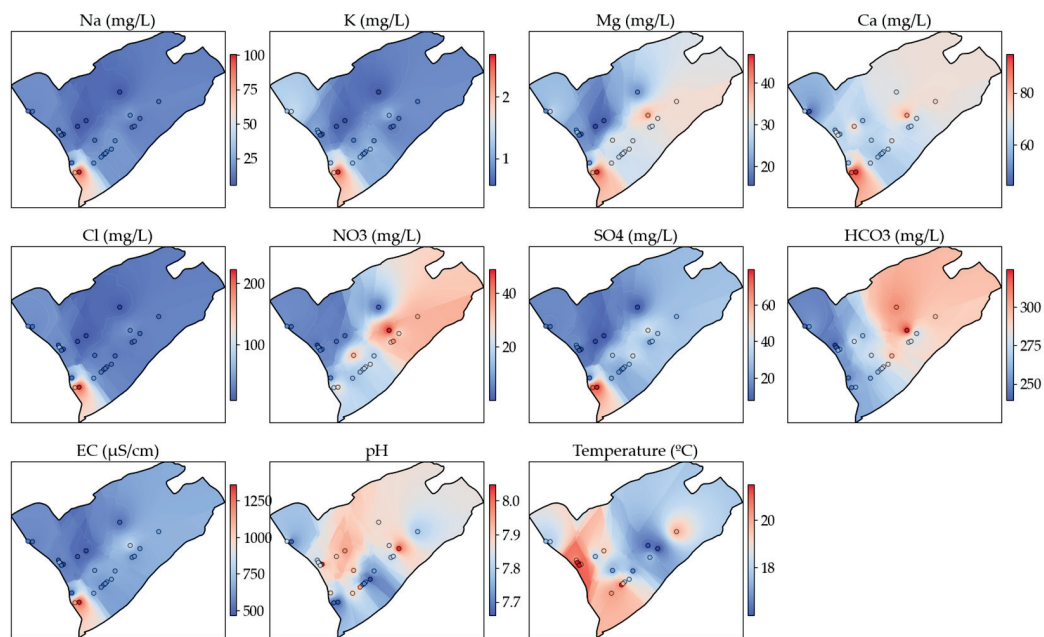 Na (mg/L)
100
75
50
25
K (mg/L)
2
1
Mg (mg/L)
40
30
20
Ca (mg/L)
80
60
Cl (mg/L)
200
100
NO3 (mg/L)
40
20
SO4 (mg/L)
60
40
20
HCO3 (mg/L)
300
275
250
EC (μS/cm)
1250
1000
750
500
pH
8.0
7.9
7.8
7.7
Temperature (ºC)
20
18